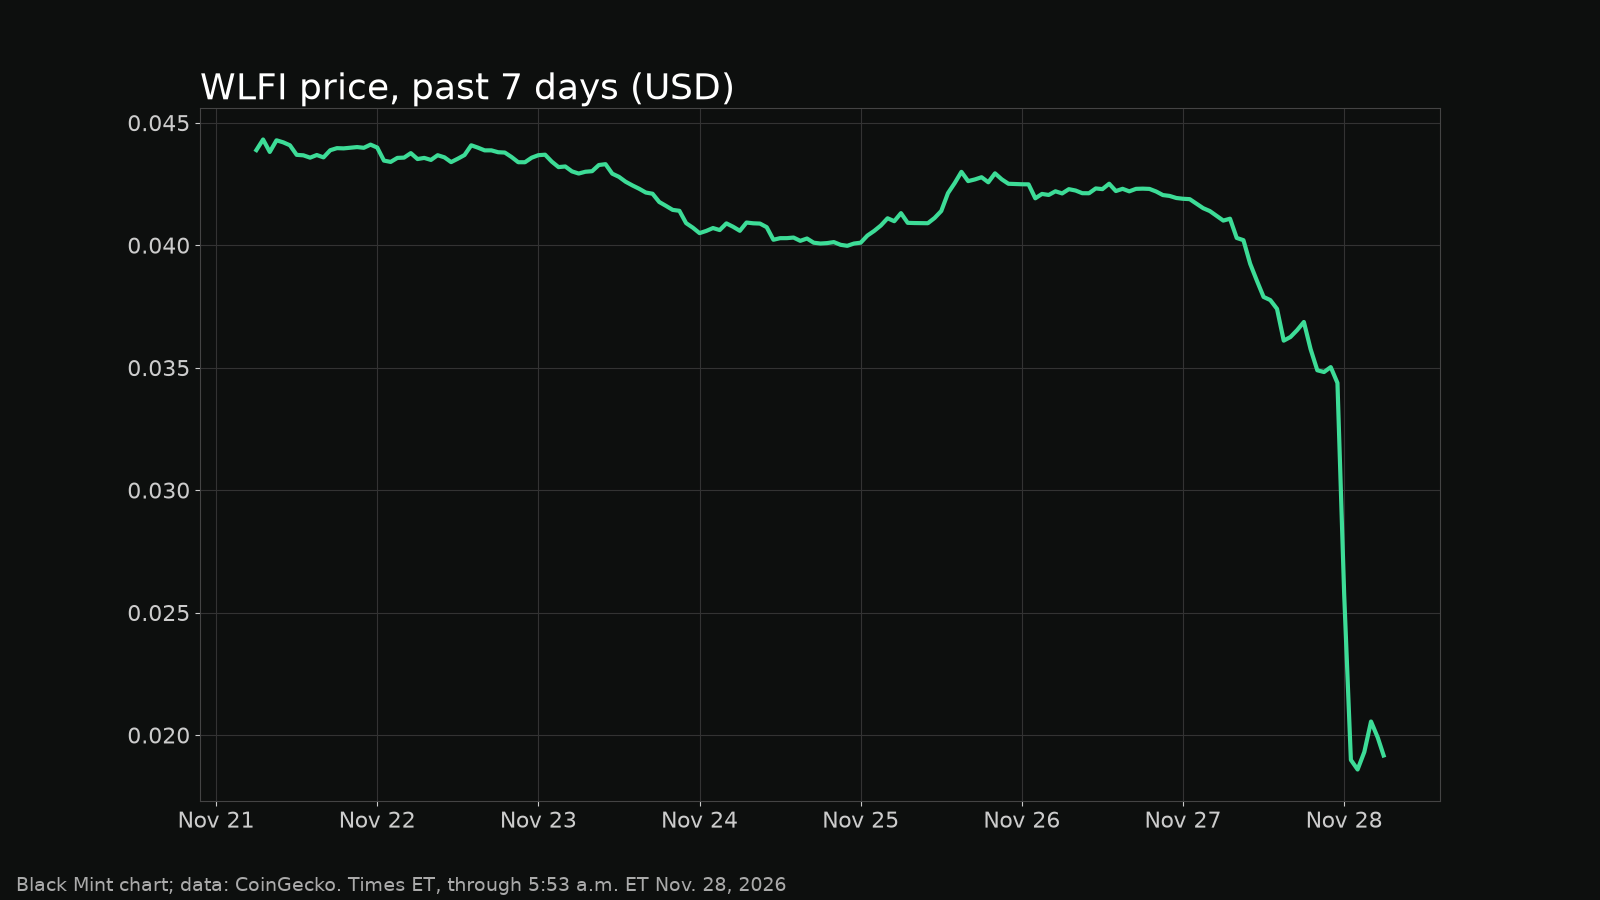 WLFI price, past 7 days (USD)
0.045
0.040
0.035
0.030
0.025
0.020
Nov 21 Nov 22 Nov 23 Nov 24 Nov 25 Nov 26 Nov 27 Nov 28
Black Mint chart; data: CoinGecko. Times ET, through 5:53 a.m. ET Nov. 28, 2026